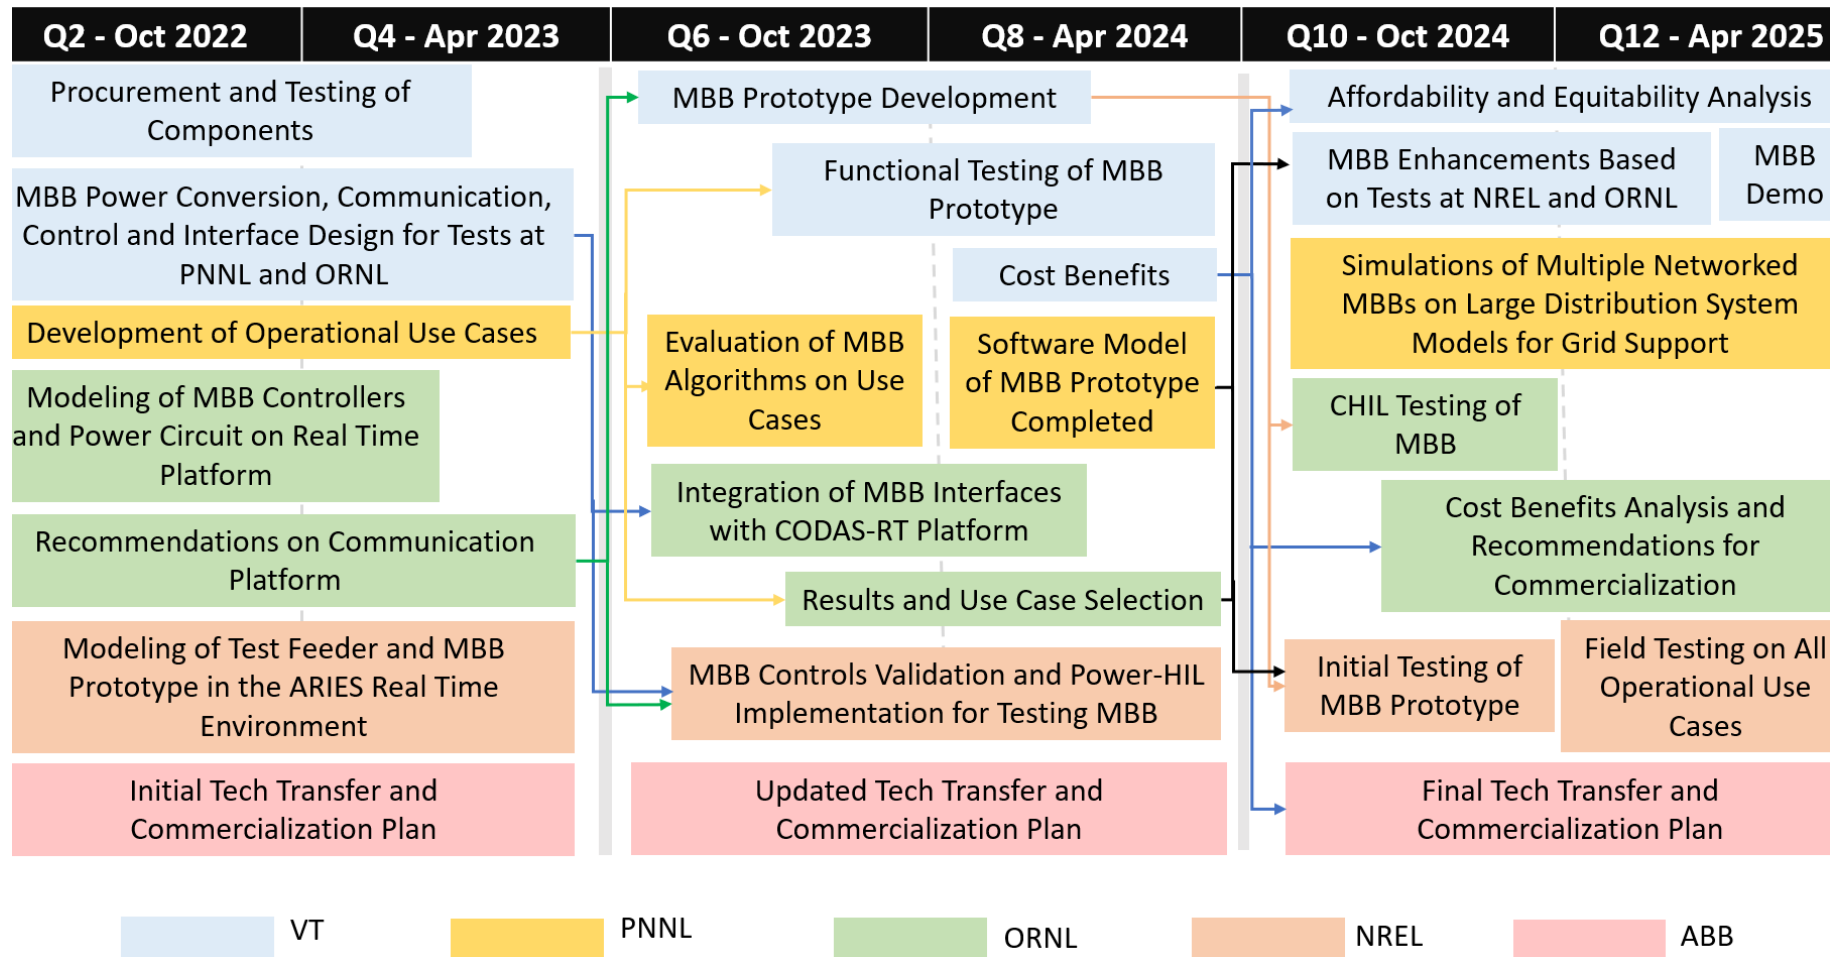 Q2 - Oct 2022
Q4 - Apr 2023
Q6 - Oct 2023
Q8 - Apr 2024
Q10 - Oct 2024
Q12 - Apr 2025
Procurement and Testing of
Components
MBB Power Conversion, Communication,
Control and Interface Design for Tests at
PNNL and ORNL
Development of Operational Use Cases
Modeling of MBB Controllers
and Power Circuit on Real Time
Platform
Recommendations on Communication
Platform
Modeling of Test Feeder and MBB
Prototype in the ARIES Real Time
Environment
Initial Tech Transfer and
Commercialization Plan
MBB Prototype Development
Functional Testing of MBB
Prototype
Cost Benefits
Evaluation of MBB
Algorithms on Use
Cases
Software Model
of MBB Prototype
Completed
Integration of MBB Interfaces
with CODAS-RT Platform
Results and Use Case Selection
MBB Controls Validation and Power-HIL
Implementation for Testing MBB
Updated Tech Transfer and
Commercialization Plan
Affordability and Equitability Analysis
MBB Enhancements Based
on Tests at NREL and ORNL
MBB
Demo
Simulations of Multiple Networked
MBBs on Large Distribution System
Models for Grid Support
CHIL Testing of
MBB
Cost Benefits Analysis and
Recommendations for
Commercialization
Initial Testing of
MBB Prototype
Field Testing on All
Operational Use
Cases
Final Tech Transfer and
Commercialization Plan
VT
PNNL
ORNL
NREL
ABB